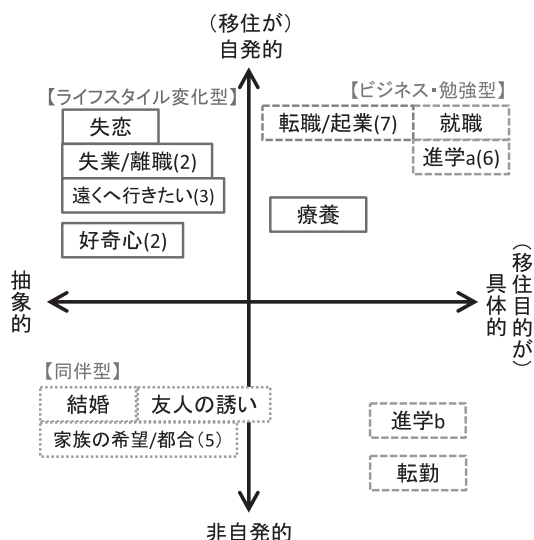 （移住が）
自発的
【ライフスタイル変化型】
【ビジネス・勉強型】
失恋
転職/起業(7)
就職
失業/離職(2)
進学a(6)
遠くへ行きたい(3)
療養
好奇心(2)
抽象的
（移住目的が）
具体的
【同伴型】
結婚
友人の誘い
進学b
家族の希望/都合（5）
転勤
非自発的